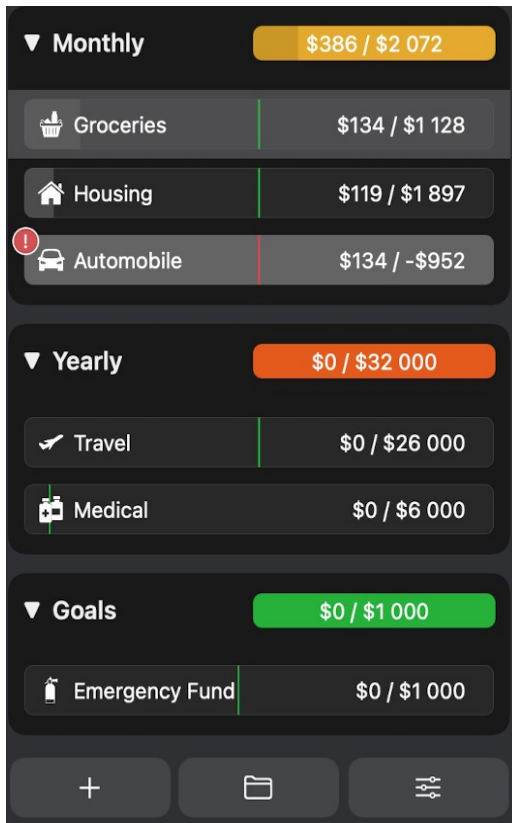 Monthly $386 / $2 072
Groceries $134 / $1 128
Housing $119 / $1 897
! Automobile $134 / -$952
Yearly $0 / $32 000
Travel $0 / $26 000
Medical $0 / $6 000
Goals $0 / $1 000
Emergency Fund $0 / $1 000